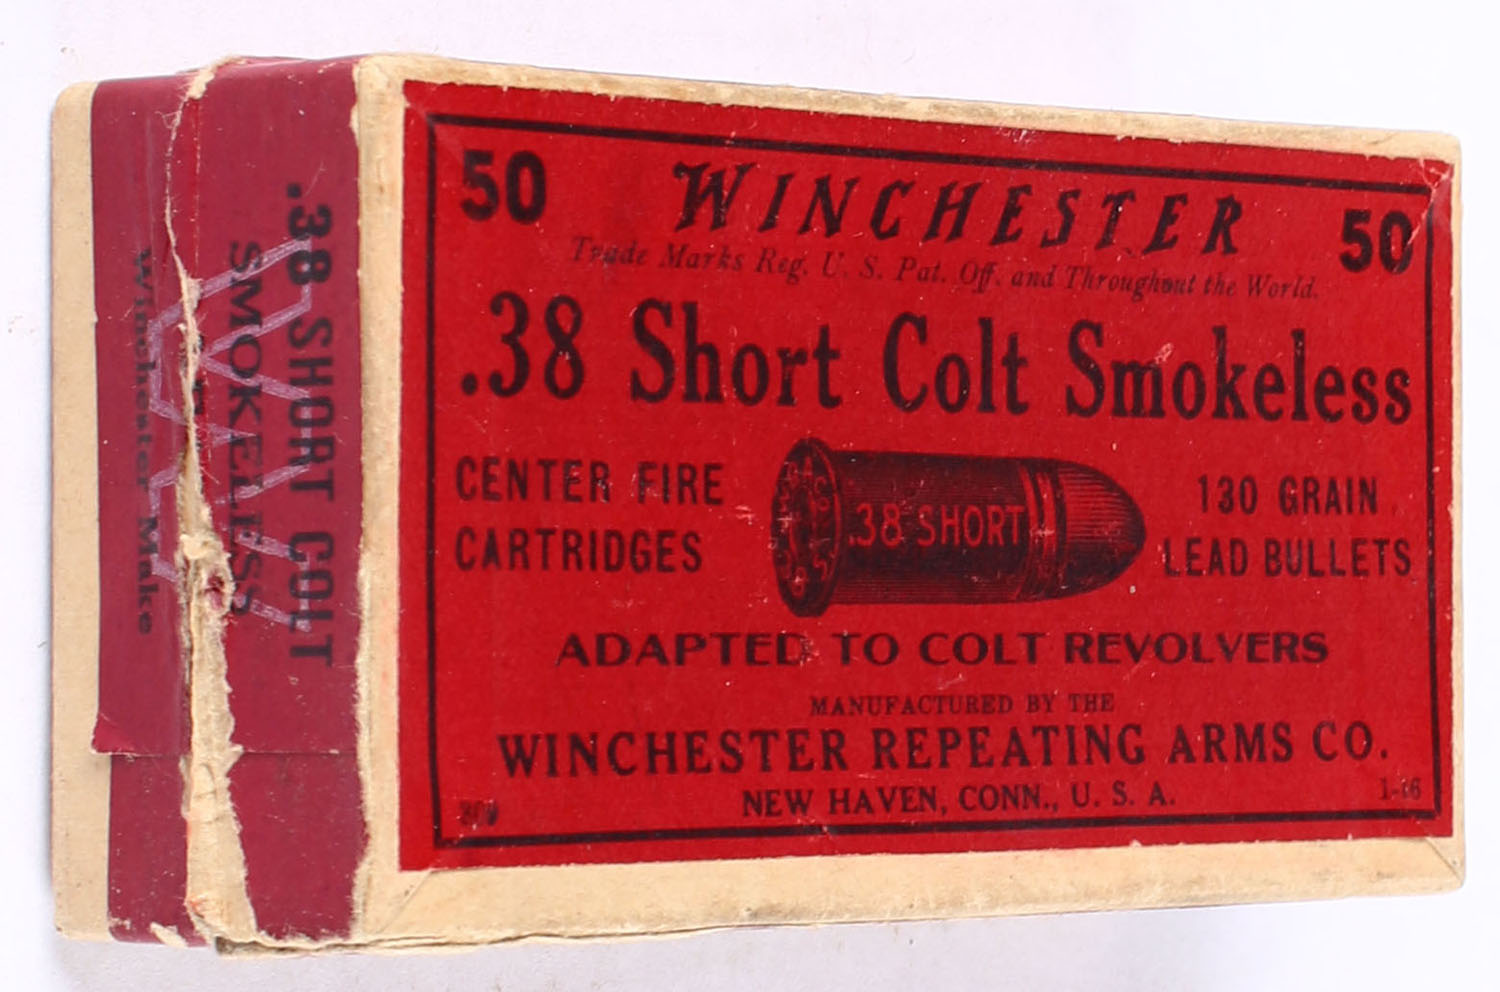 50 WINCHESTER 50
Trade Marks Reg. U. S. Pat. Off. and Throughout the World.
.38 Short Colt Smokeless
CENTER FIRE
CARTRIDGES
.38 SHORT
130 GRAIN
LEAD BULLETS
ADAPTED TO COLT REVOLVERS
MANUFACTURED BY THE
WINCHESTER REPEATING ARMS CO.
NEW HAVEN, CONN., U. S. A.
1-16
.38 SHORT COLT
SMOKELESS
Winchester Make